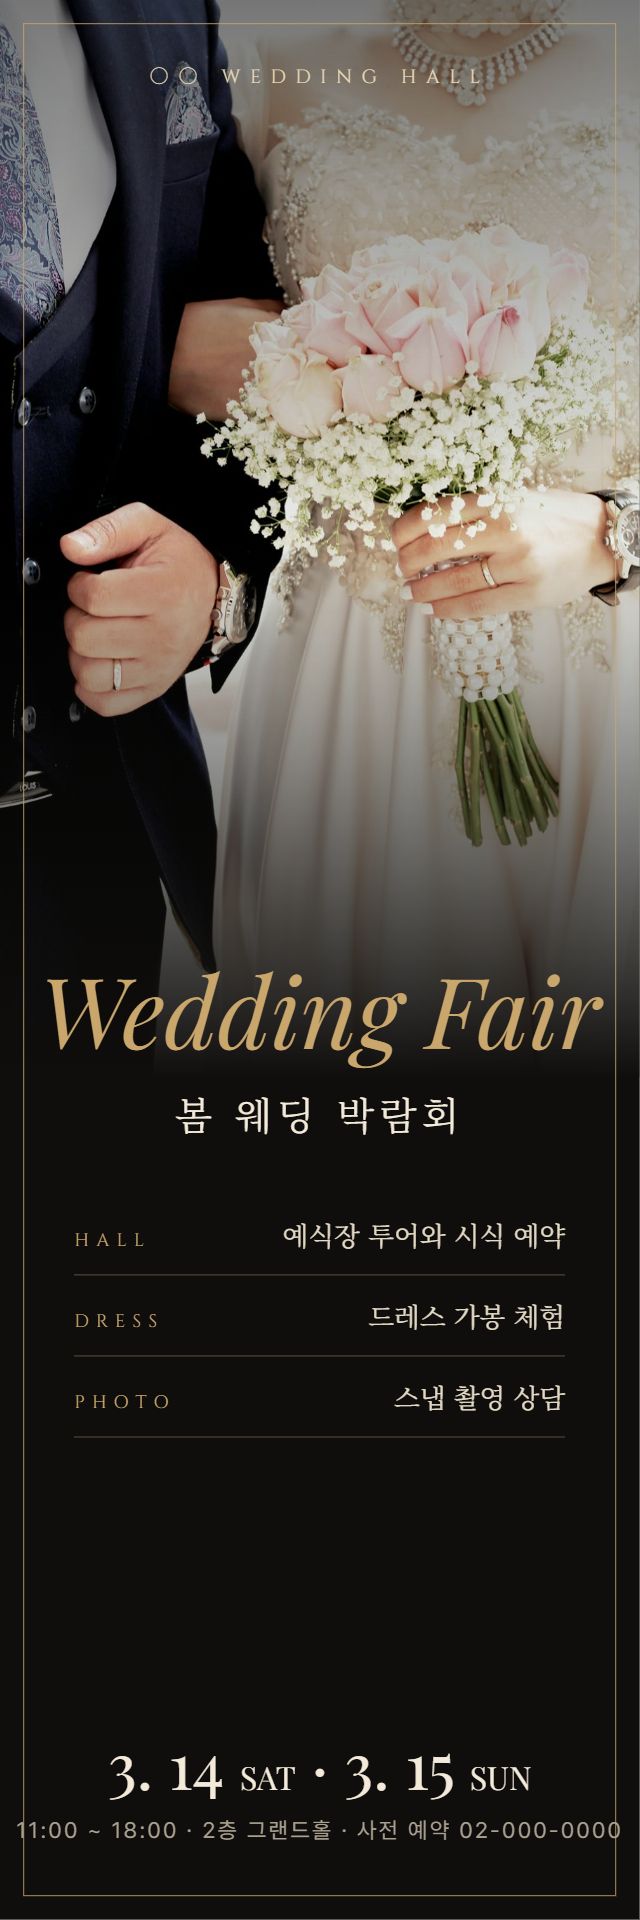 ○○ WEDDING HALL
Wedding Fair
봄 웨딩 박람회
HALL 예식장 투어와 시식 예약
DRESS 드레스 가봉 체험
PHOTO 스냅 촬영 상담
3. 14 SAT · 3. 15 SUN
11:00 ~ 18:00 · 2층 그랜드홀 · 사전 예약 02-000-0000